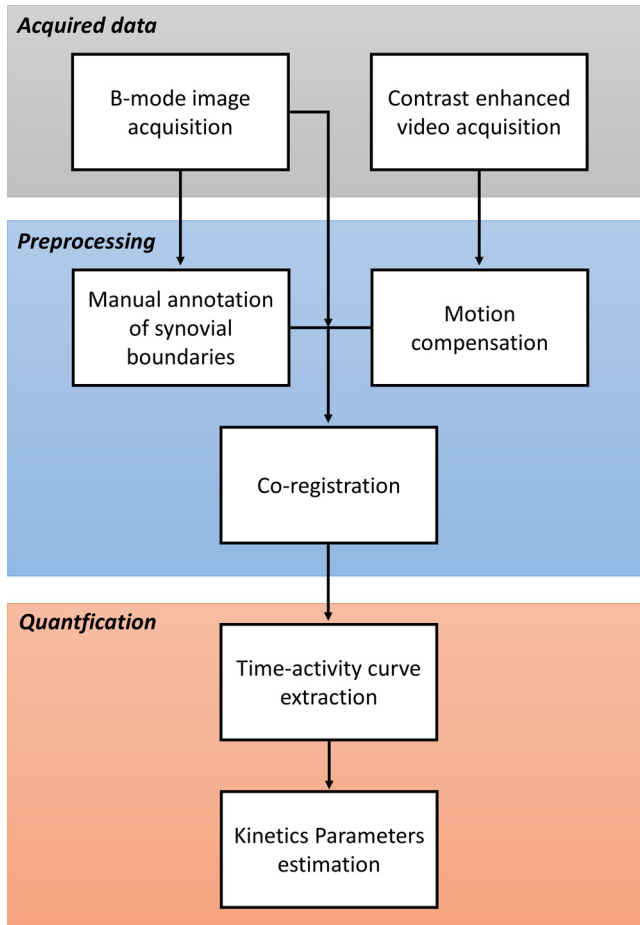 Acquired data
B-mode image
acquisition
Contrast enhanced
video acquisition
Preprocessing
Manual annotation
of synovial
boundaries
Motion
compensation
Co-registration
Quantfication
Time-activity curve
extraction
Kinetics Parameters
estimation